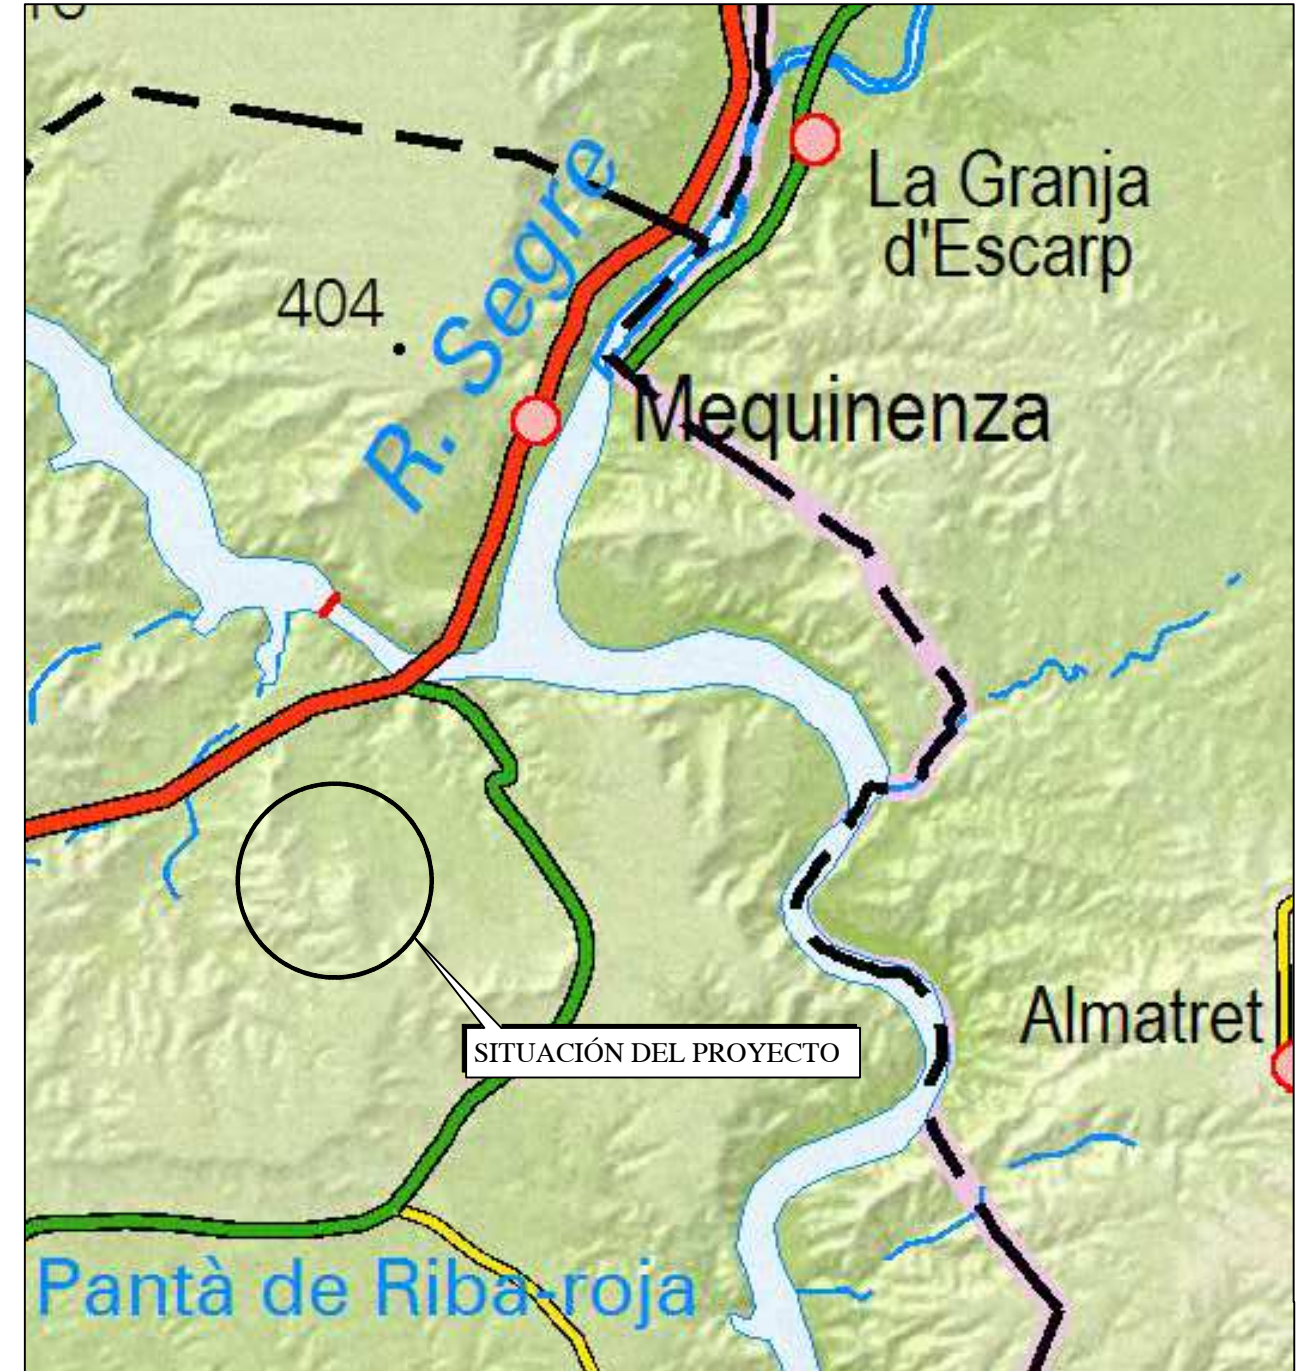 La Granja
d'Escarp
404
R. Segre
Mequinenza
Almatret
SITUACIÓN DEL PROYECTO
Pantà de Riba-roja